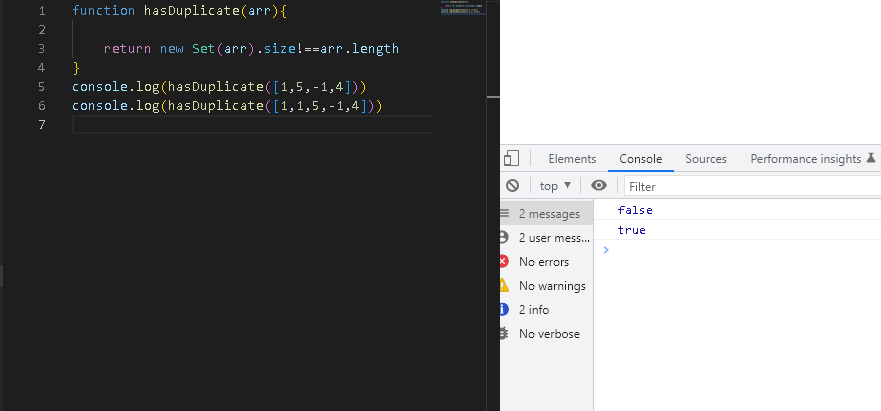 1 function hasDuplicate(arr){
2
3 return new Set(arr).size!==arr.length
4 }
5 console.log(hasDuplicate([1,5,-1,4]))
6 console.log(hasDuplicate([1,1,5,-1,4]))
7
Elements Console Sources Performance insights
top ▼ Filter
2 messages
2 user mess...
No errors
No warnings
2 info
No verbose
false
true
>